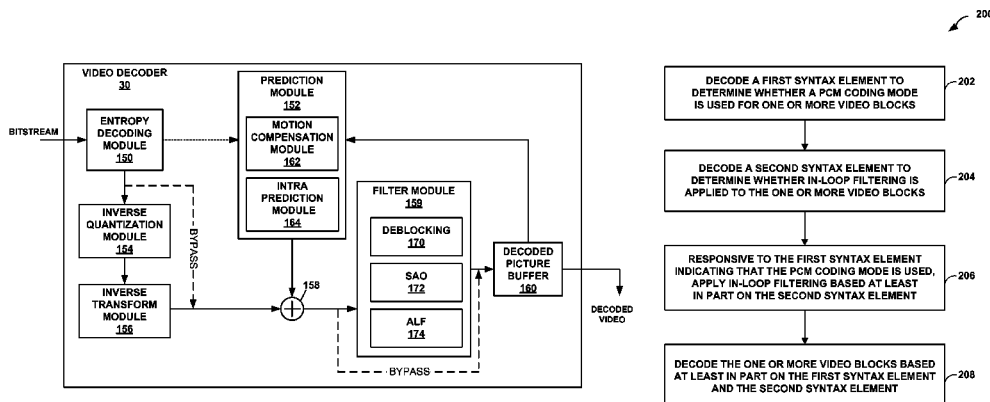 VIDEO DECODER
30
BITSTREAM
ENTROPY
DECODING
MODULE
150
INVERSE
QUANTIZATION
MODULE
154
INVERSE
TRANSFORM
MODULE
156
BYPASS
PREDICTION
MODULE
152
MOTION
COMPENSATION
MODULE
162
INTRA
PREDICTION
MODULE
164
158
FILTER MODULE
159
DEBLOCKING
170
SAO
172
ALF
174
BYPASS
DECODED
PICTURE
BUFFER
160
DECODED
VIDEO
200
DECODE A FIRST SYNTAX ELEMENT TO
DETERMINE WHETHER A PCM CODING MODE
IS USED FOR ONE OR MORE VIDEO BLOCKS
202
DECODE A SECOND SYNTAX ELEMENT TO
DETERMINE WHETHER IN-LOOP FILTERING IS
APPLIED TO THE ONE OR MORE VIDEO BLOCKS
204
RESPONSIVE TO THE FIRST SYNTAX ELEMENT
INDICATING THAT THE PCM CODING MODE IS USED,
APPLY IN-LOOP FILTERING BASED AT LEAST
IN PART ON THE SECOND SYNTAX ELEMENT
206
DECODE THE ONE OR MORE VIDEO BLOCKS BASED
AT LEAST IN PART ON THE FIRST SYNTAX ELEMENT
AND THE SECOND SYNTAX ELEMENT
208